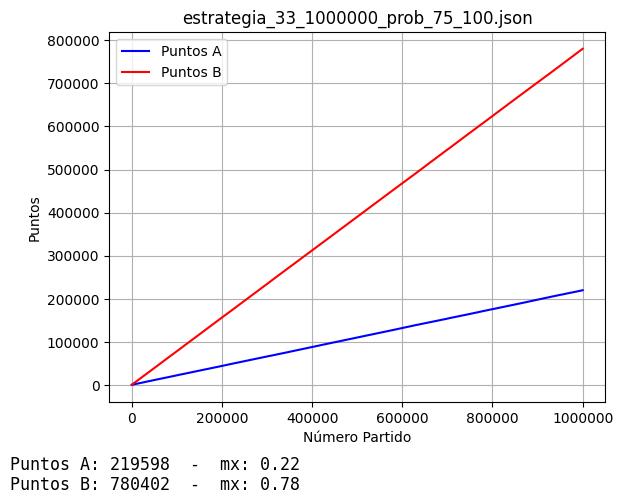 estrategia_33_1000000_prob_75_100.json
Puntos A
Puntos B
800000
700000
600000
500000
400000
300000
200000
100000
0
Puntos
0 200000 400000 600000 800000 1000000
Número Partido
Puntos A: 219598  -  mx: 0.22
Puntos B: 780402  -  mx: 0.78